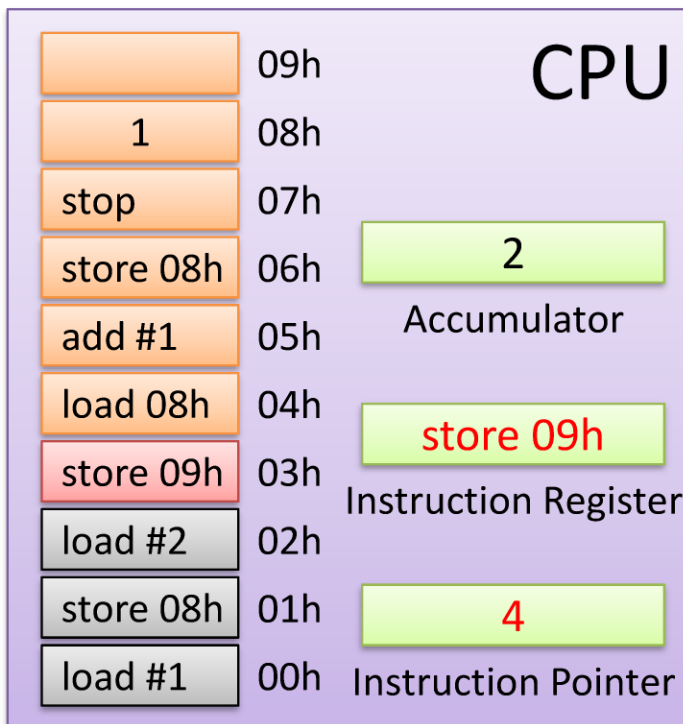 CPU
09h
1 08h
stop 07h
store 08h 06h
add #1 05h
load 08h 04h
store 09h 03h
load #2 02h
store 08h 01h
load #1 00h
2
Accumulator
store 09h
Instruction Register
4
Instruction Pointer